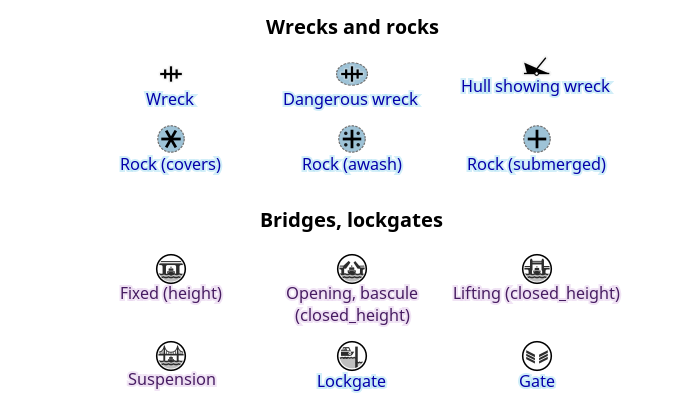 Wrecks and rocks
Wreck
Dangerous wreck
Hull showing wreck
Rock (covers)
Rock (awash)
Rock (submerged)
Bridges, lockgates
Fixed (height)
Opening, bascule
(closed_height)
Lifting (closed_height)
Suspension
Lockgate
Gate